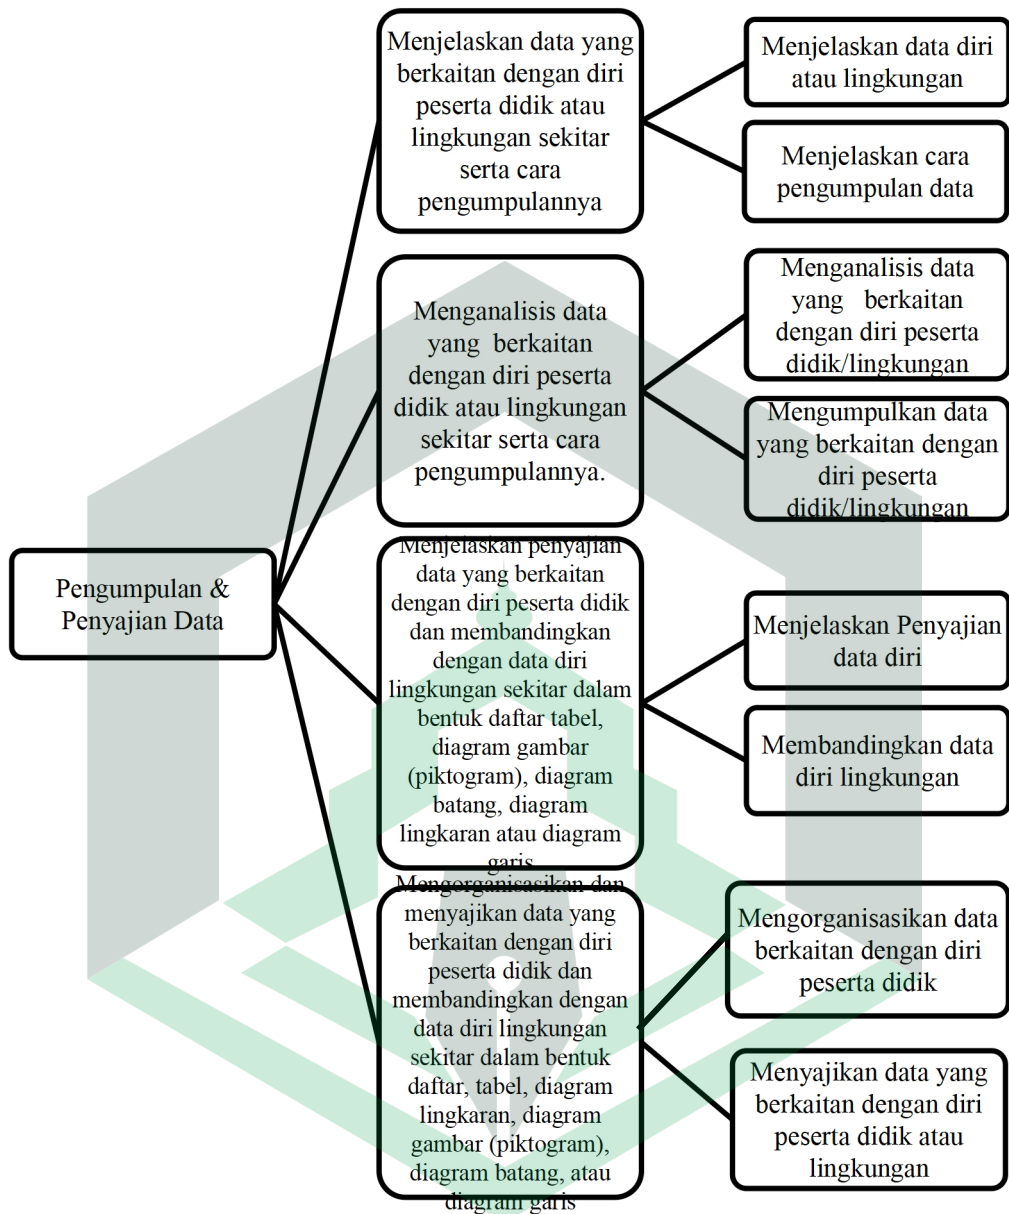 Pengumpulan &
Penyajian Data
Menjelaskan data yang
berkaitan dengan diri
peserta didik atau
lingkungan sekitar
serta cara
pengumpulannya
Menjelaskan data diri
atau lingkungan
Menjelaskan cara
pengumpulan data
Menganalisis data
yang berkaitan
dengan diri peserta
didik atau lingkungan
sekitar serta cara
pengumpulannya.
Menganalisis data
yang berkaitan
dengan diri peserta
didik/lingkungan
Mengumpulkan data
yang berkaitan dengan
diri peserta
didik/lingkungan
Menjelaskan penyajian
data yang berkaitan
dengan diri peserta didik
dan membandingkan
dengan data diri
lingkungan sekitar dalam
bentuk daftar tabel,
diagram gambar
(piktogram), diagram
batang, diagram
lingkaran atau diagram
garis
Menjelaskan Penyajian
data diri
Membandingkan data
diri lingkungan
Mengorganisasikan dan
menyajikan data yang
berkaitan dengan diri
peserta didik dan
membandingkan dengan
data diri lingkungan
sekitar dalam bentuk
daftar, tabel, diagram
lingkaran, diagram
gambar (piktogram),
diagram batang, atau
diagram garis
Mengorganisasikan data
berkaitan dengan diri
peserta didik
Menyajikan data yang
berkaitan dengan diri
peserta didik atau
lingkungan